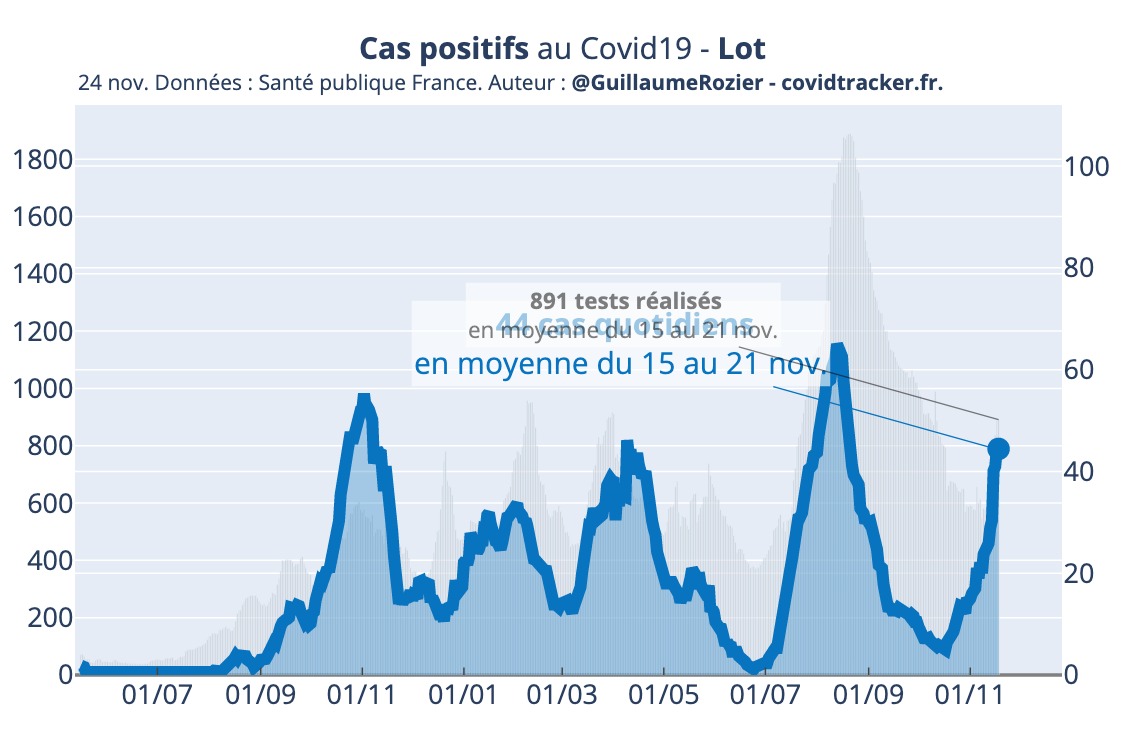 Cas positifs au Covid19 - Lot
24 nov. Données : Santé publique France. Auteur : @GuillaumeRozier - covidtracker.fr.
1800
1600
1400
1200
1000
800
600
400
200
0
100
80
60
40
20
0
891 tests réalisés
en moyenne du 15 au 21 nov.
44 cas quotidiens
en moyenne du 15 au 21 nov.
01/07 01/09 01/11 01/01 01/03 01/05 01/07 01/09 01/11